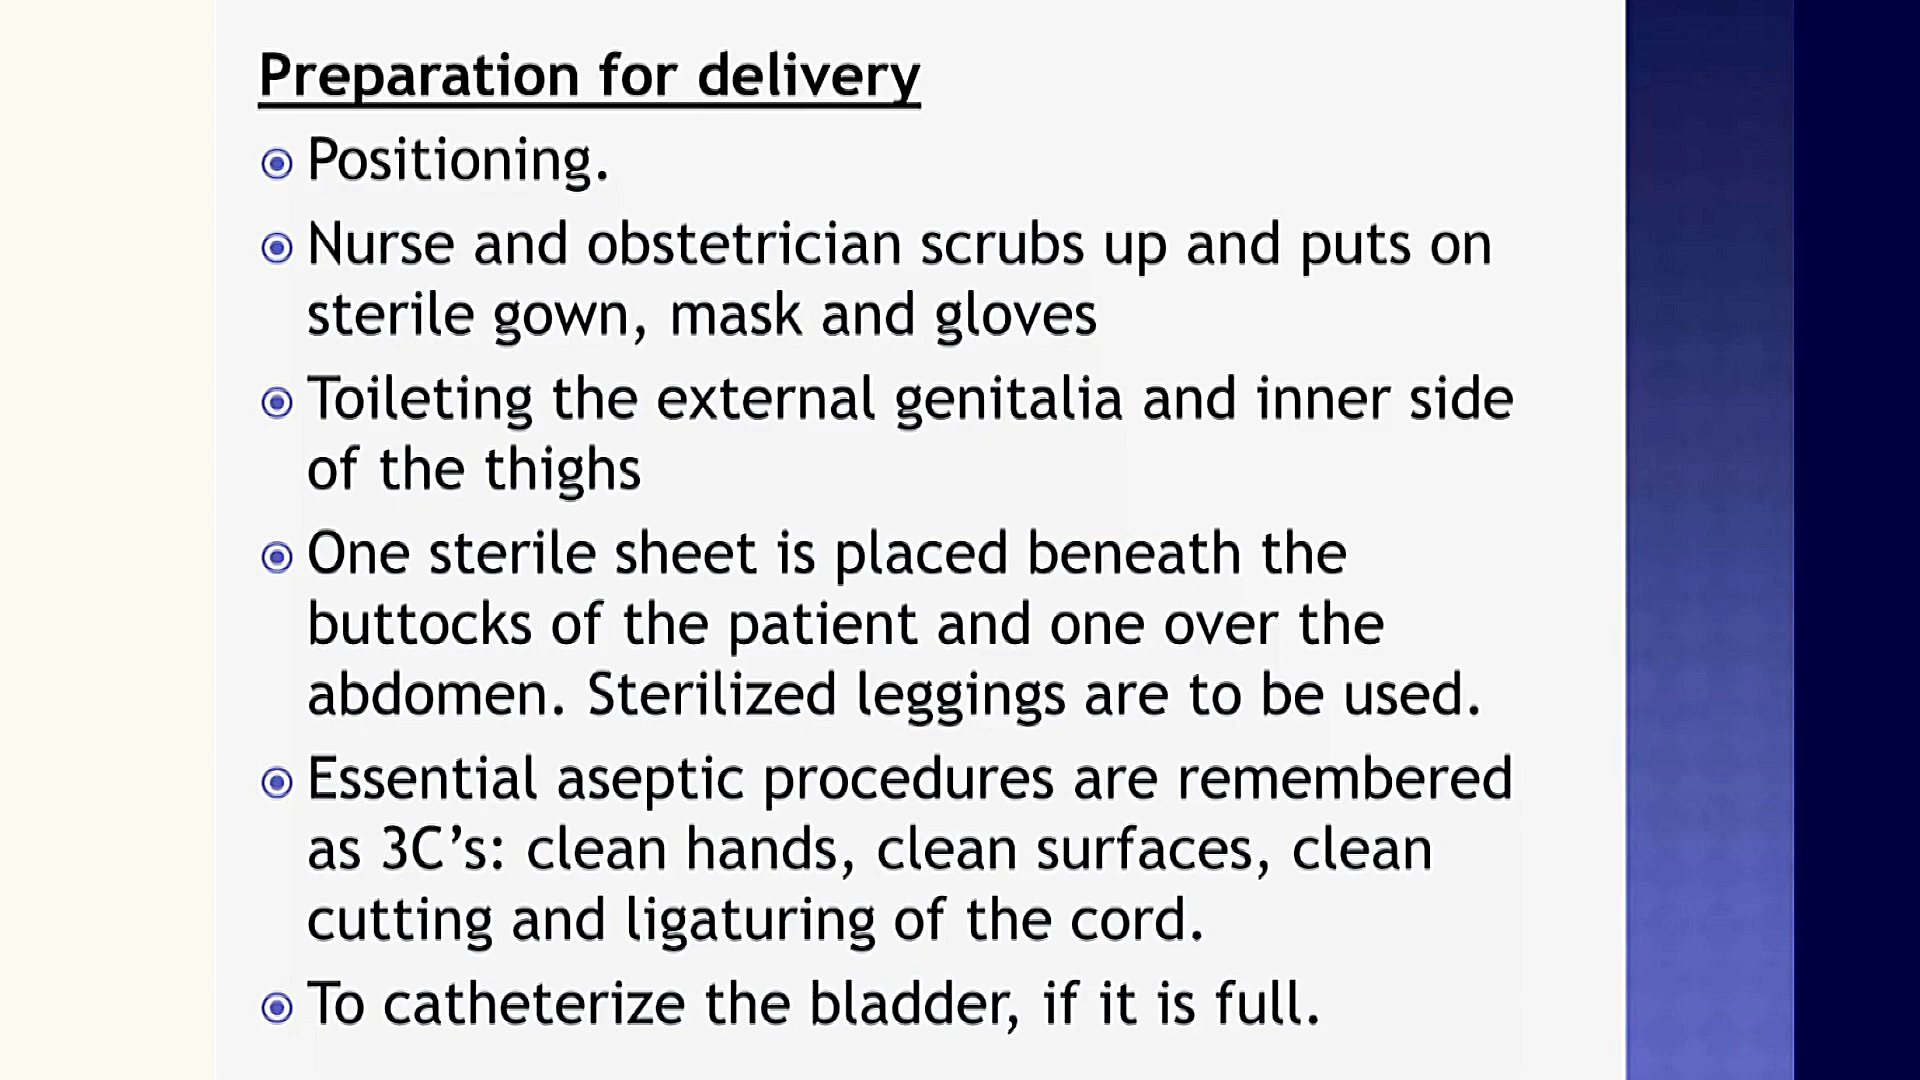 Preparation for delivery
Positioning.
Nurse and obstetrician scrubs up and puts on
sterile gown, mask and gloves
Toileting the external genitalia and inner side
of the thighs
One sterile sheet is placed beneath the
buttocks of the patient and one over the
abdomen. Sterilized leggings are to be used.
Essential aseptic procedures are remembered
as 3C’s: clean hands, clean surfaces, clean
cutting and ligaturing of the cord.
To catheterize the bladder, if it is full.